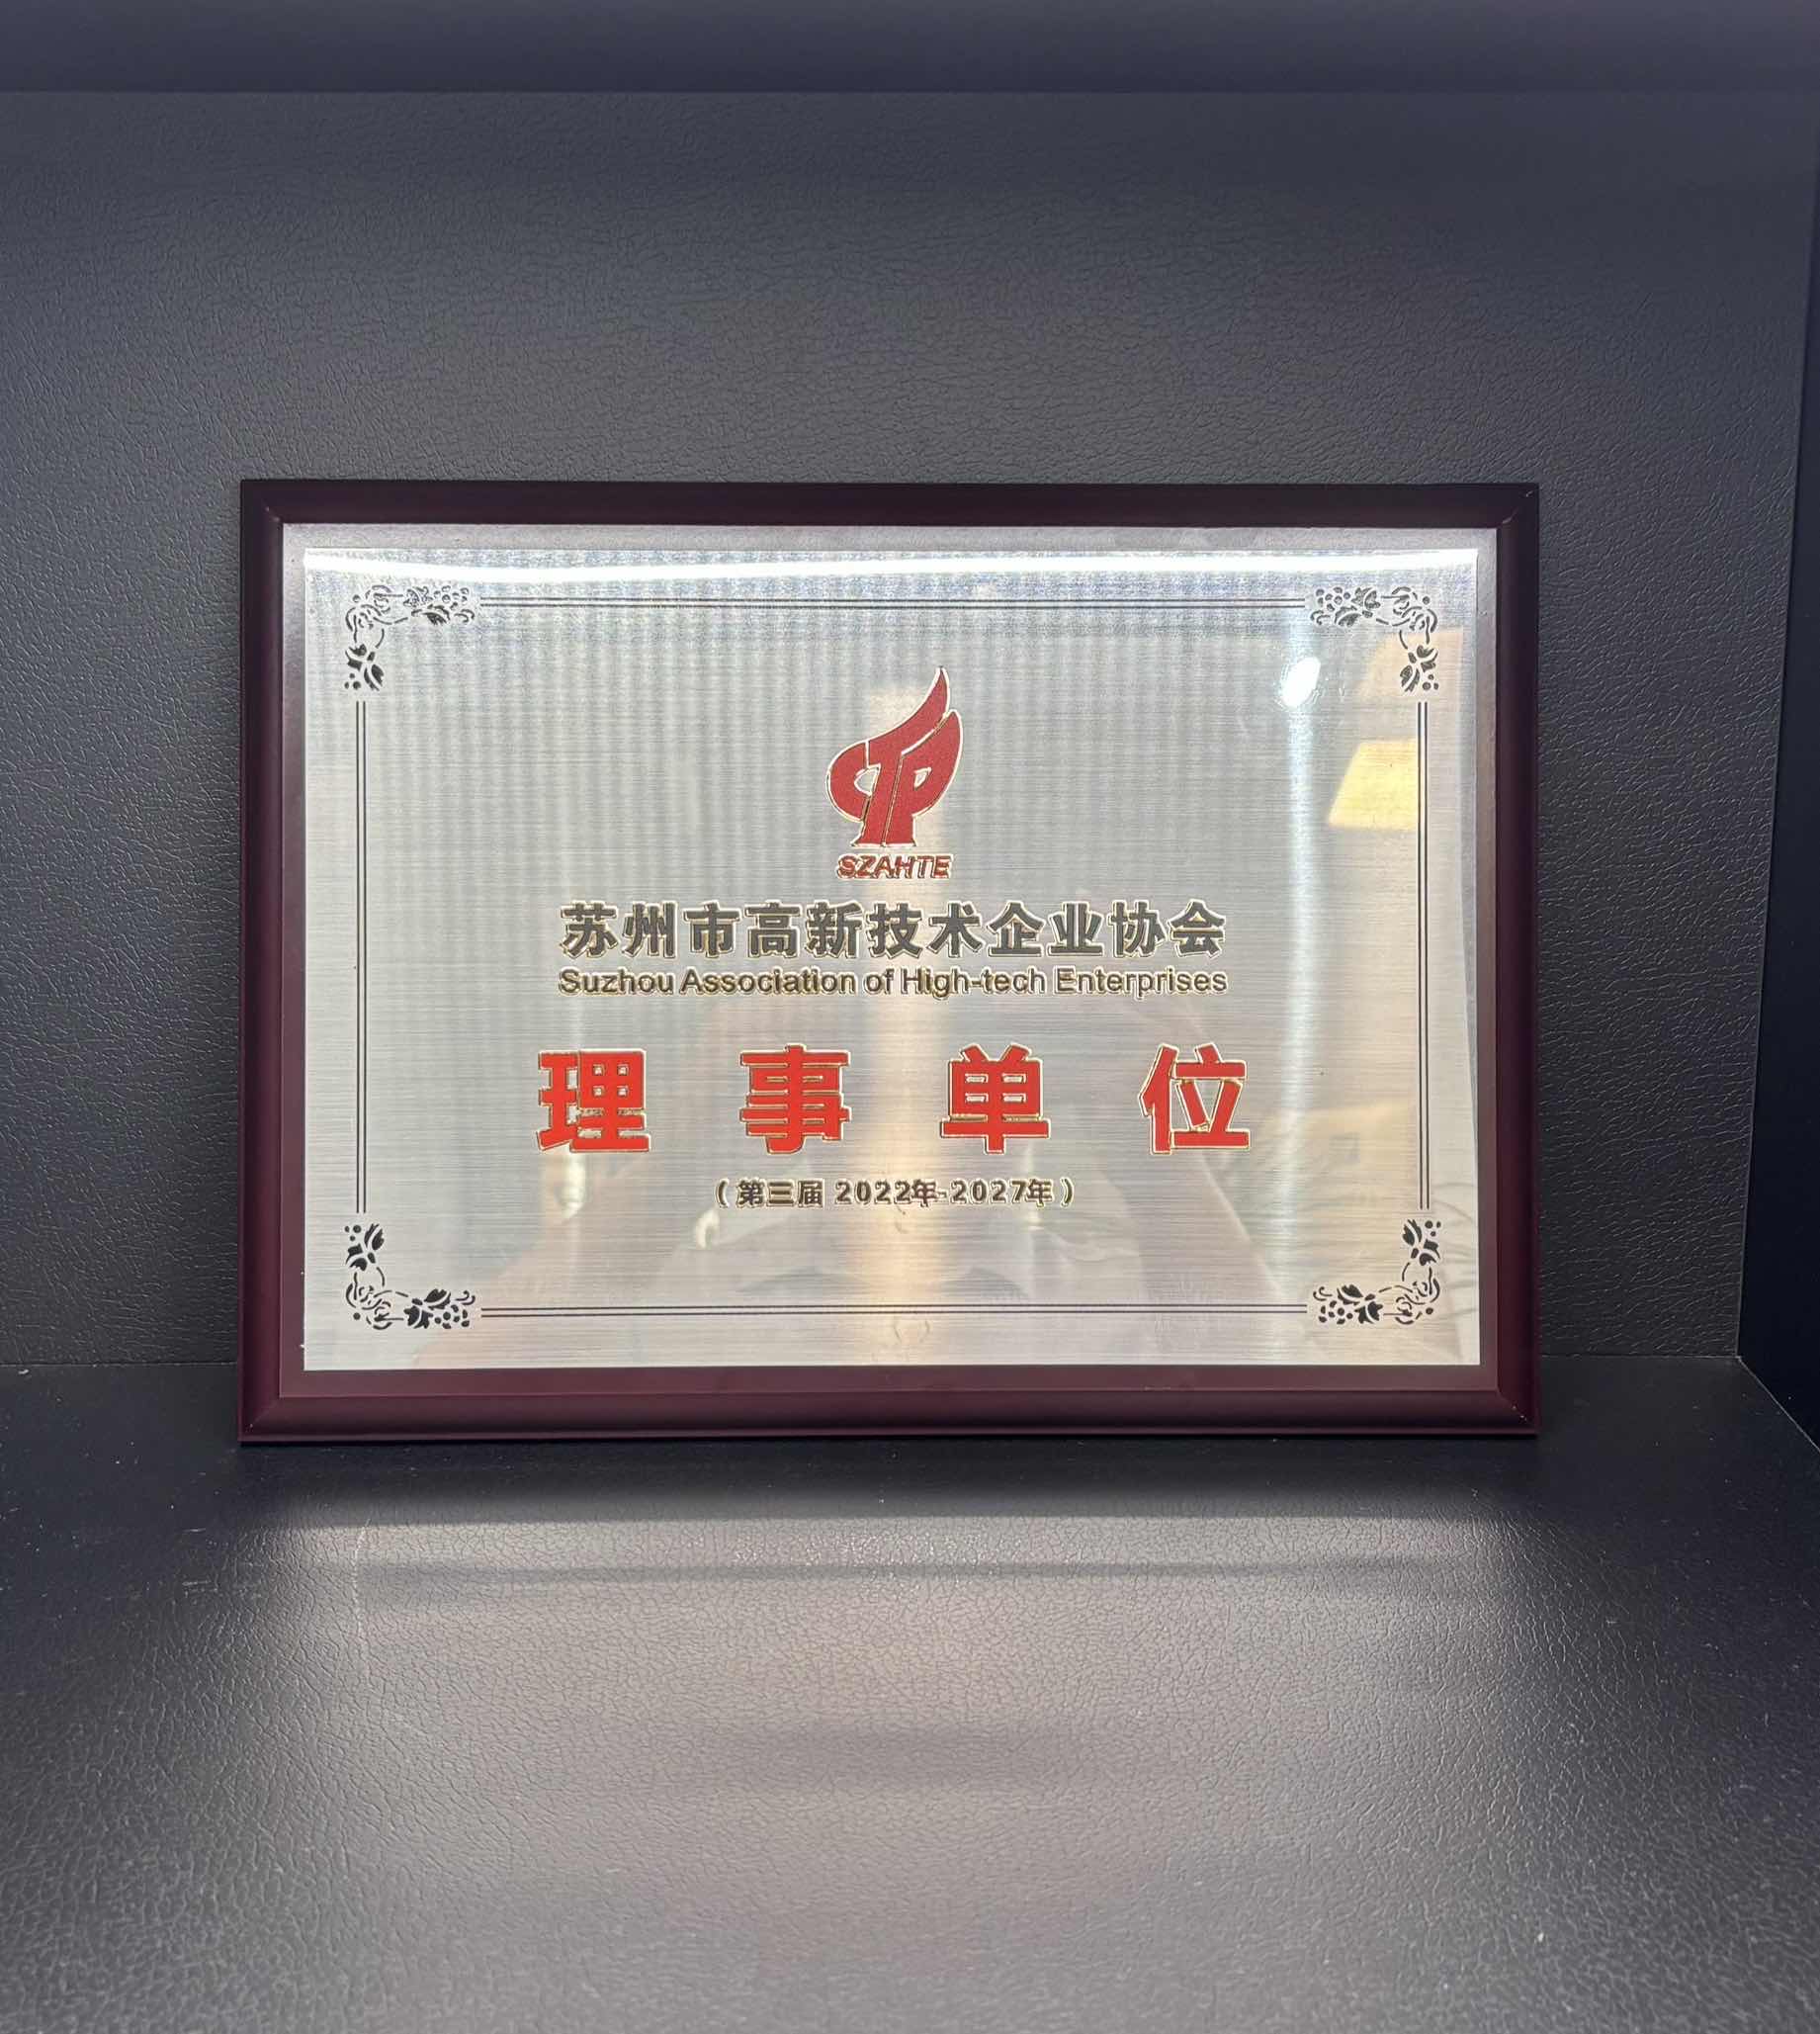 SZAHTE
苏州市高新技术企业协会
Suzhou Association of High-tech Enterprises
理事单位
（第三届 2022年-2027年）